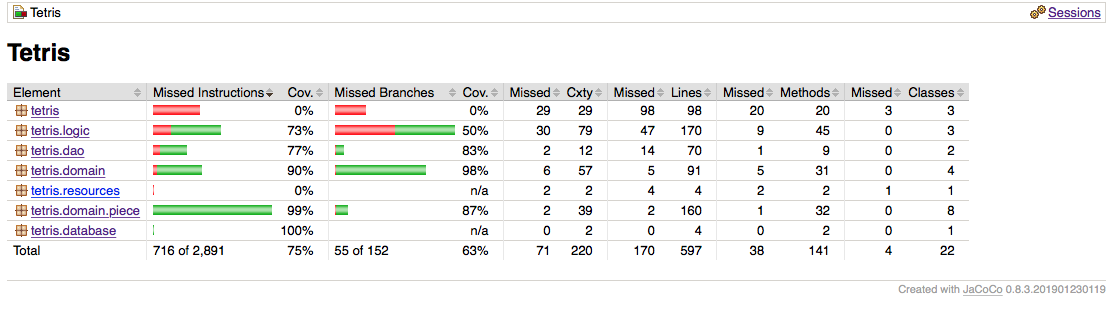 Tetris Sessions
Tetris
Element Missed Instructions Cov. Missed Branches Cov. Missed Cxty Missed Lines Missed Methods Missed Classes
tetris 0% 0% 29 29 98 98 20 20 3 3
tetris.logic 73% 50% 30 79 47 170 9 45 0 3
tetris.dao 77% 83% 2 12 14 70 1 9 0 2
tetris.domain 90% 98% 6 57 5 91 5 31 0 4
tetris.resources 0% n/a 2 2 4 4 2 2 1 1
tetris.domain.piece 99% 87% 2 39 2 160 1 32 0 8
tetris.database 100% n/a 0 2 0 4 0 2 0 1
Total 716 of 2,891 75% 55 of 152 63% 71 220 170 597 38 141 4 22
Created with JaCoCo 0.8.3.201901230119